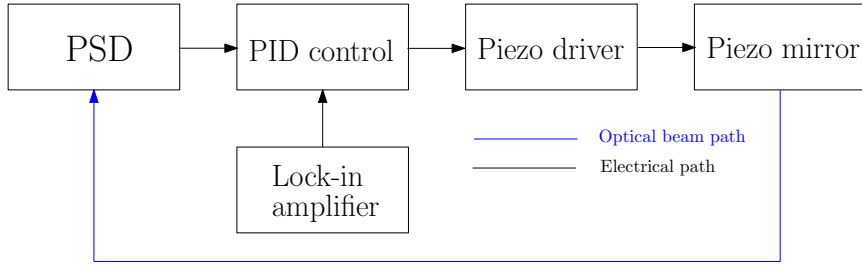 PSD
PID control
Piezo driver
Piezo mirror
Optical beam path
Electrical path
Lock-in
amplifier